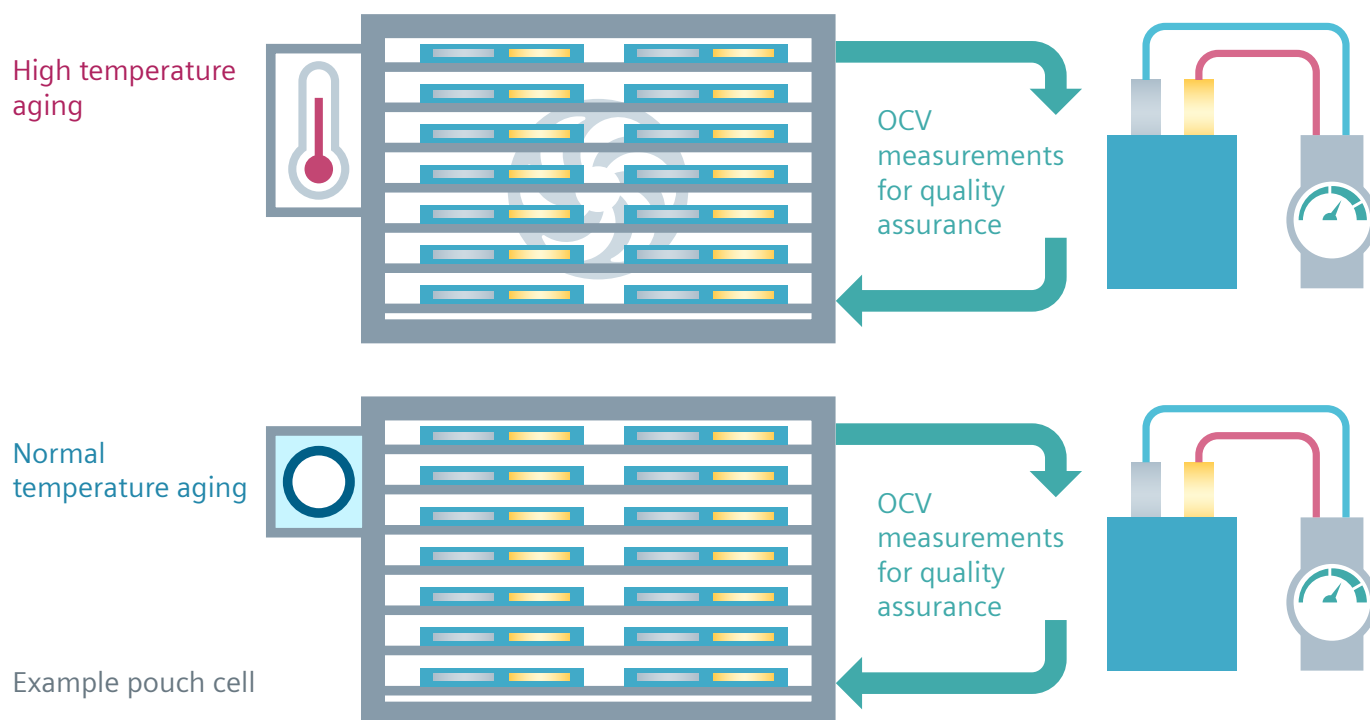 High temperature
aging
OCV
measurements
for quality
assurance
Normal
temperature aging
OCV
measurements
for quality
assurance
Example pouch cell